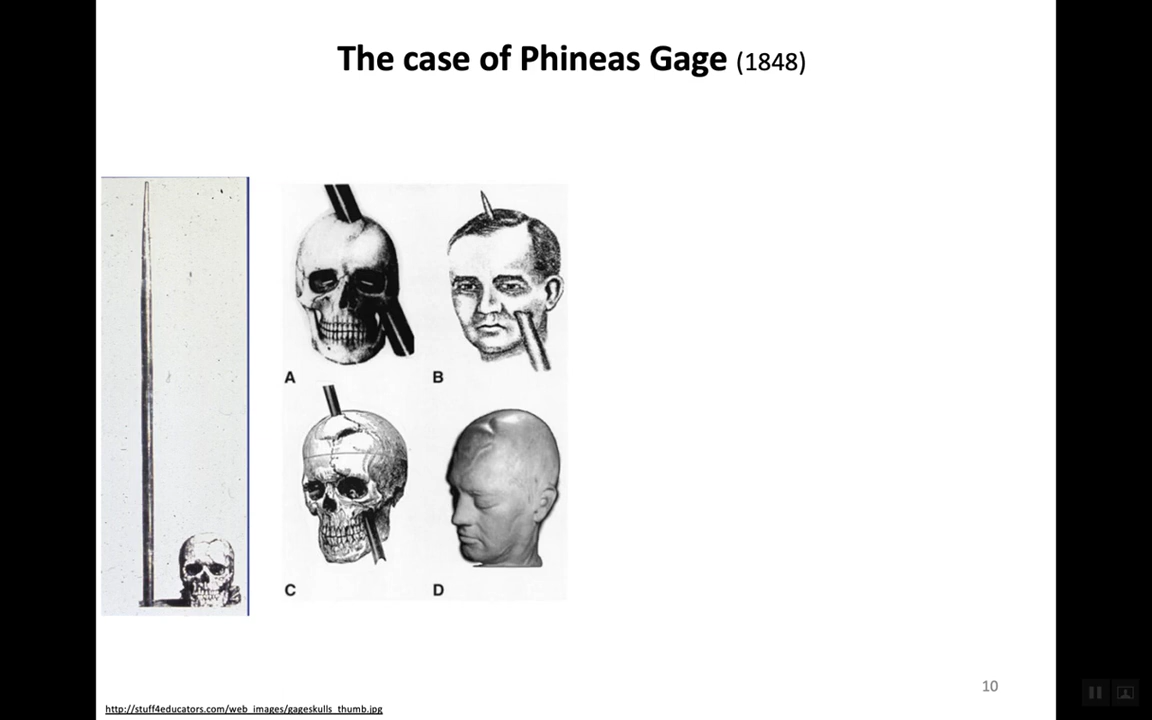 The case of Phineas Gage (1848)
A
B
C
D
10
http://stuff4educators.com/web_images/gageskulls_thumb.jpg